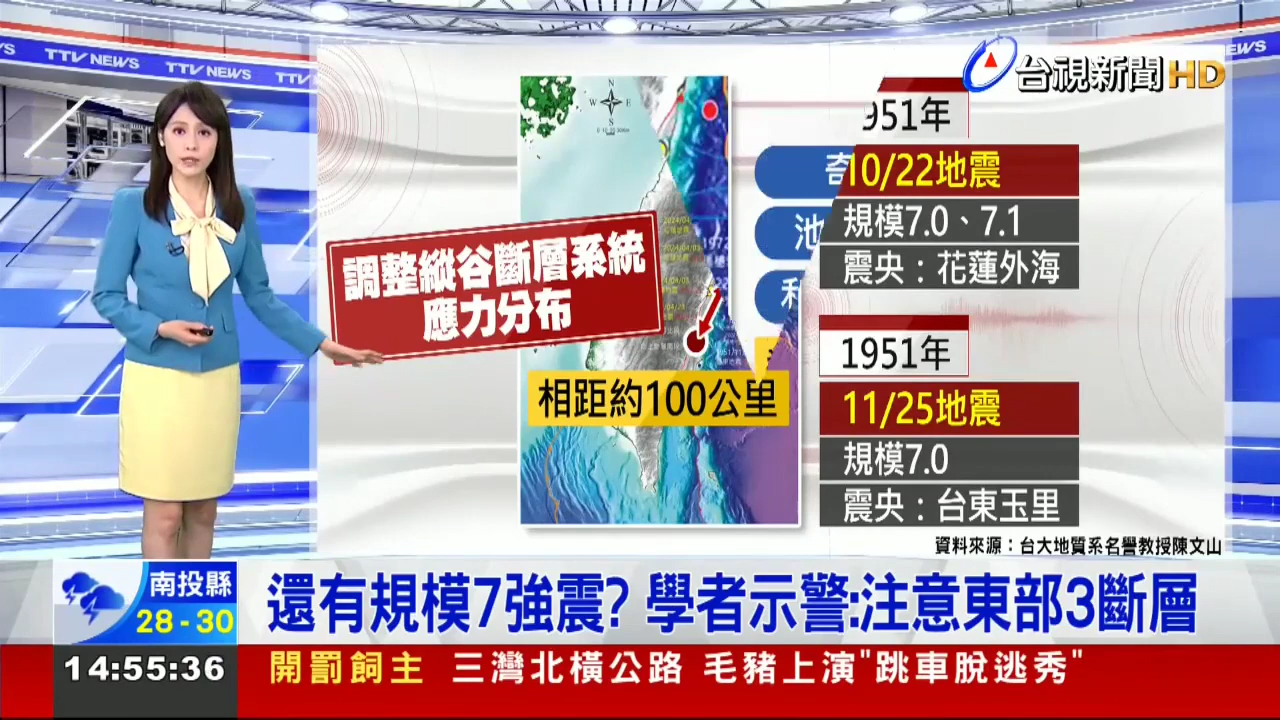 TTV NEWS
TTV NEWS
TTV
台視新聞HD
951年
10/22地震
規模7.0、7.1
震央：花蓮外海
調整縱谷斷層系統
應力分布
相距約100公里
1951年
11/25地震
規模7.0
震央：台東玉里
資料來源：台大地質系名譽教授陳文山
南投縣
28-30
還有規模7強震? 學者示警:注意東部3斷層
14:55:36
開罰飼主 三灣北橫公路 毛豬上演"跳車脫逃秀"